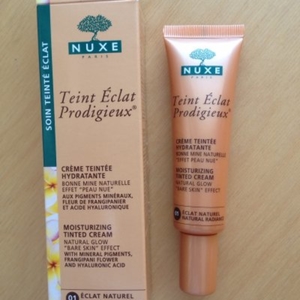 SOIN TEINTÉ ÉCLAT
NUXE
PARIS
Teint Éclat
Prodigieux®
CRÈME TEINTÉE
HYDRATANTE
BONNE MINE NATURELLE
EFFET "PEAU NUE"
AUX PIGMENTS MINÉRAUX,
FLEUR DE FRANGIPANIER
ET ACIDE HYALURONIQUE
MOISTURIZING
TINTED CREAM
NATURAL GLOW
"BARE SKIN" EFFECT
WITH MINERAL PIGMENTS,
FRANGIPANI FLOWER
AND HYALURONIC ACID
01
ÉCLAT NATUREL
NUXE
PARIS
Teint Éclat
Prodigieux®
CRÈME TEINTÉE
HYDRATANTE
BONNE MINE NATURELLE
EFFET "PEAU NUE"
MOISTURIZING
TINTED CREAM
NATURAL GLOW
"BARE SKIN" EFFECT
ÉCLAT NATUREL
NATURAL RADIANCE